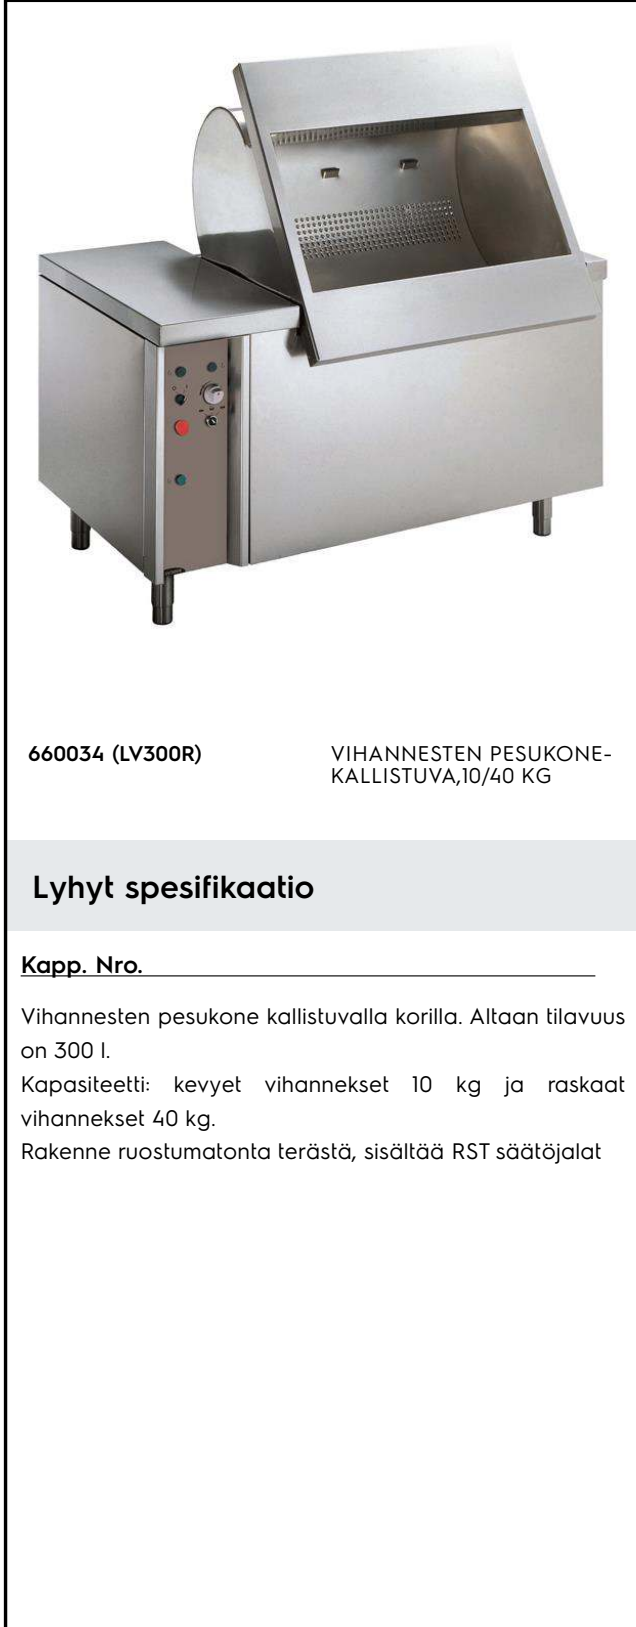 660034 (LV300R)
VIHANNESTEN PESUKONE-
KALLISTUVA,10/40 KG
Lyhyt spesifikaatio
Kapp. Nro.
Vihannesten pesukone kallistuvalla korilla. Altaan tilavuus
on 300 l.
Kapasiteetti: kevyet vihannekset 10 kg ja raskaat
vihannekset 40 kg.
Rakenne ruostumatonta terästä, sisältää RST säätöjalat